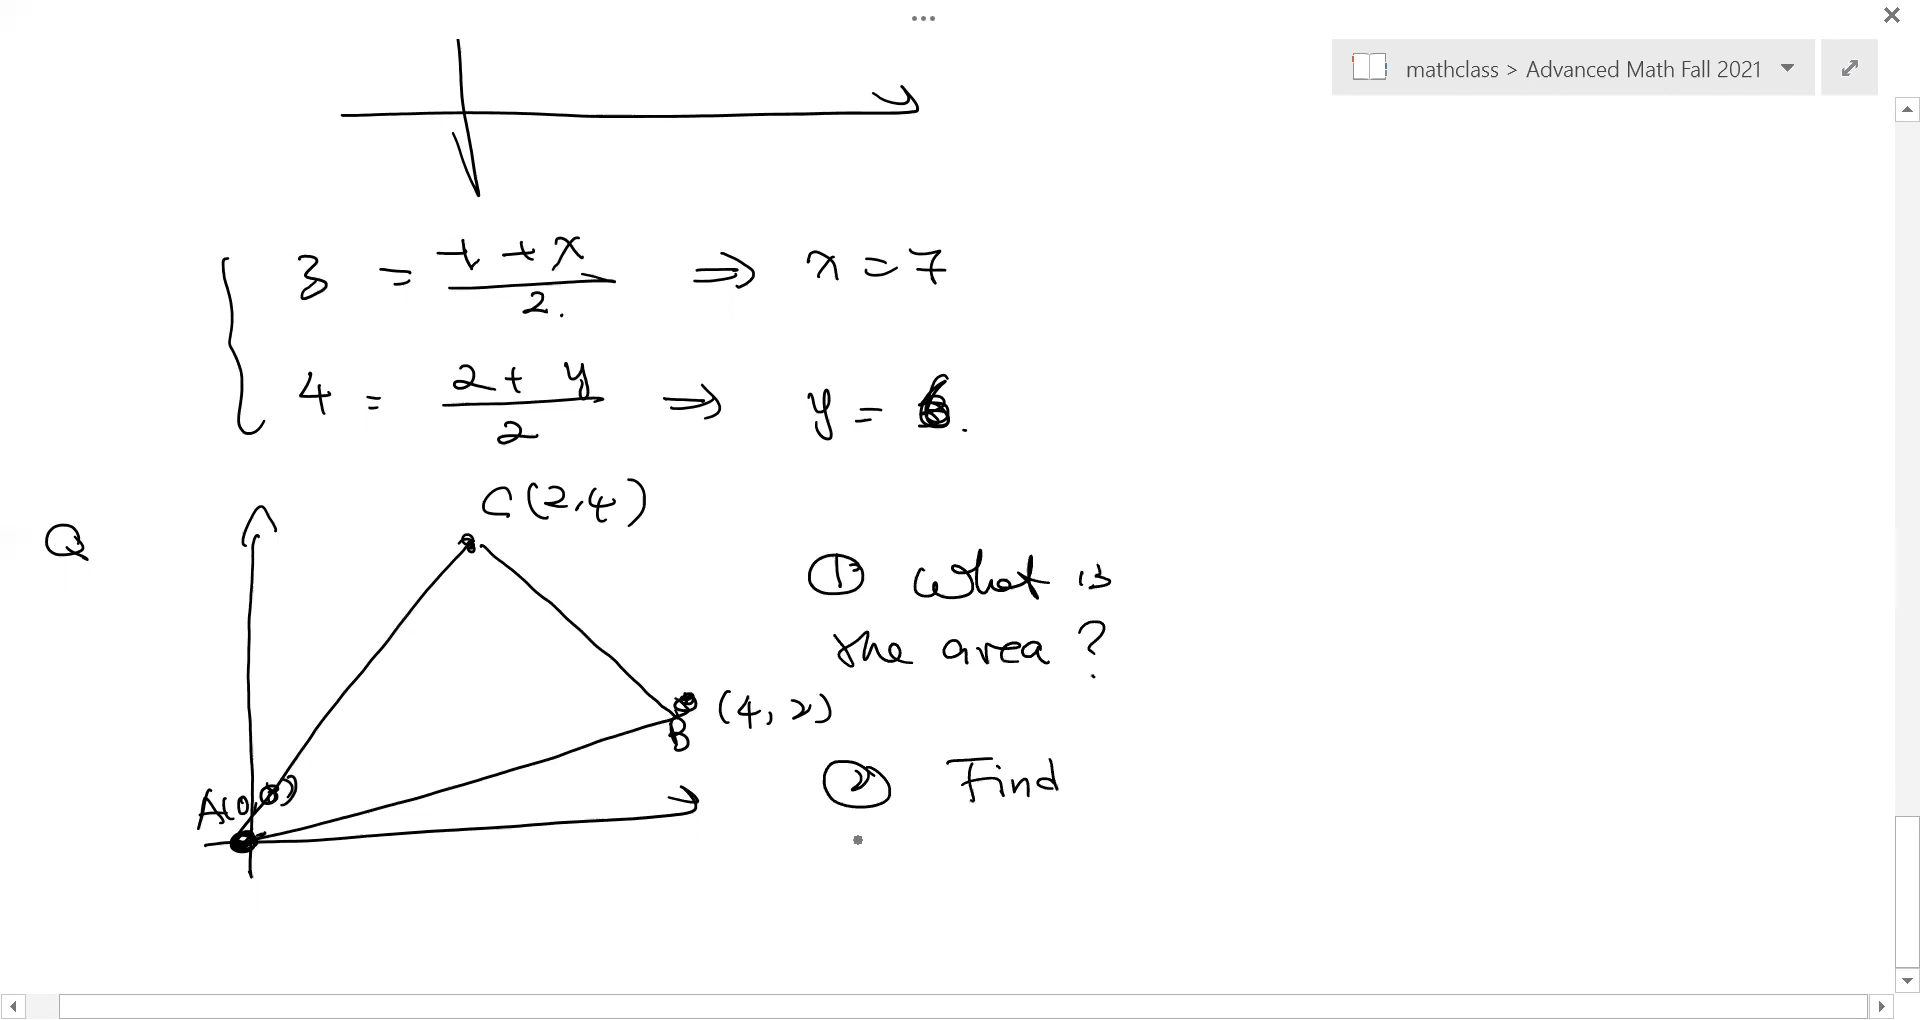 mathclass > Advanced Math Fall 2021
3 = -1 + x / 2. ⇒ x = 7
4 = 2 + y / 2 ⇒ y = 6.
C(2,4)
Q
① What is
the area ?
(4, 2)
B
② Find
A(0,0)